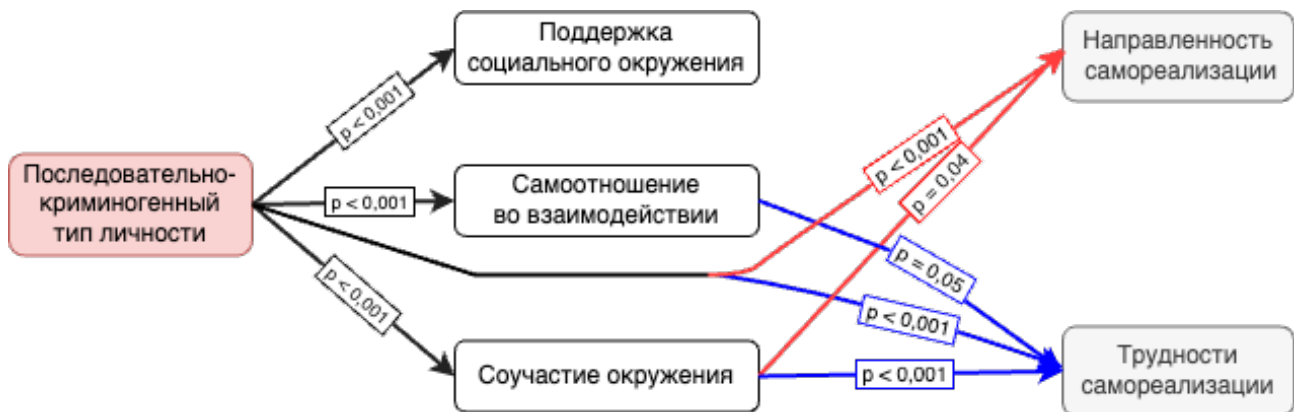 Поддержка
социального окружения
Направленность
самореализации
p < 0,001
p < 0,001
p = 0,04
Последовательно-
криминогенный
тип личности
p < 0,001
Самоотношение
во взаимодействии
p = 0,05
p < 0,001
p < 0,001
Соучастие окружения
p < 0,001
Трудности
самореализации